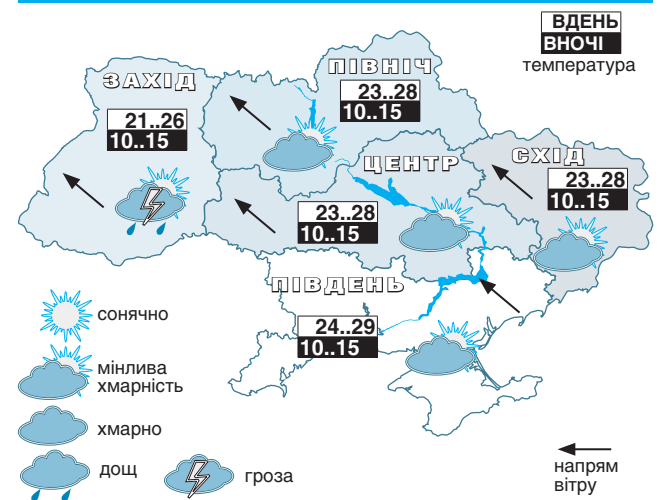 ВДЕНЬ
ВНОЧІ
температура
ПІВНІЧ
23..28
10..15
ЗАХІД
21..26
10..15
ЦЕНТР
23..28
10..15
СХІД
23..28
10..15
ПІВДЕНЬ
24..29
10..15
сонячно
мінлива
хмарність
хмарно
дощ
гроза
напрям
вітру